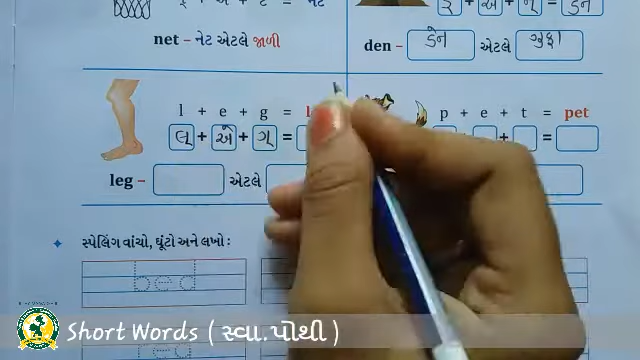 = નેટ
net – નેટ એટલે જાળી
ર્ + એ + ન્ = ડેન
den – ડેન એટલે ગુફા
l + e + g =
લ્ + એ + ગ્ =
leg – એટલે
p + e + t = pet
+ + =
સ્પેલિંગ વાંચો, ઘૂંટો અને લખો :
bed
Short Words ( સ્વા.પોથી )